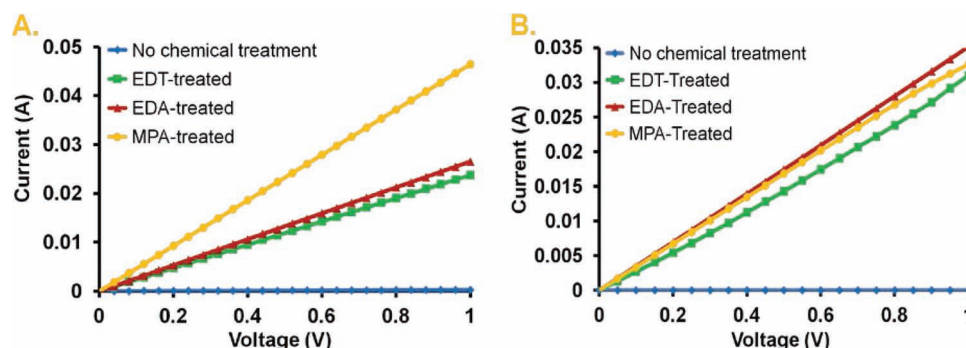 A.
Current (A)
0.05
0.04
0.03
0.02
0.01
0
No chemical treatment
EDT-treated
EDA-treated
MPA-treated
0 0.2 0.4 0.6 0.8 1
Voltage (V)
B.
Current (A)
0.035
0.03
0.025
0.02
0.015
0.01
0.005
0
No chemical treatment
EDT-Treated
EDA-Treated
MPA-Treated
0 0.2 0.4 0.6 0.8 1
Voltage (V)